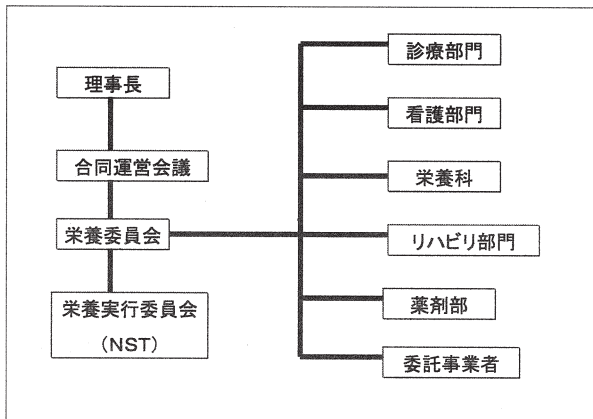 理事長
合同運営会議
栄養委員会
栄養実行委員会
(NST)
診療部門
看護部門
栄養科
リハビリ部門
薬剤部
委託事業者